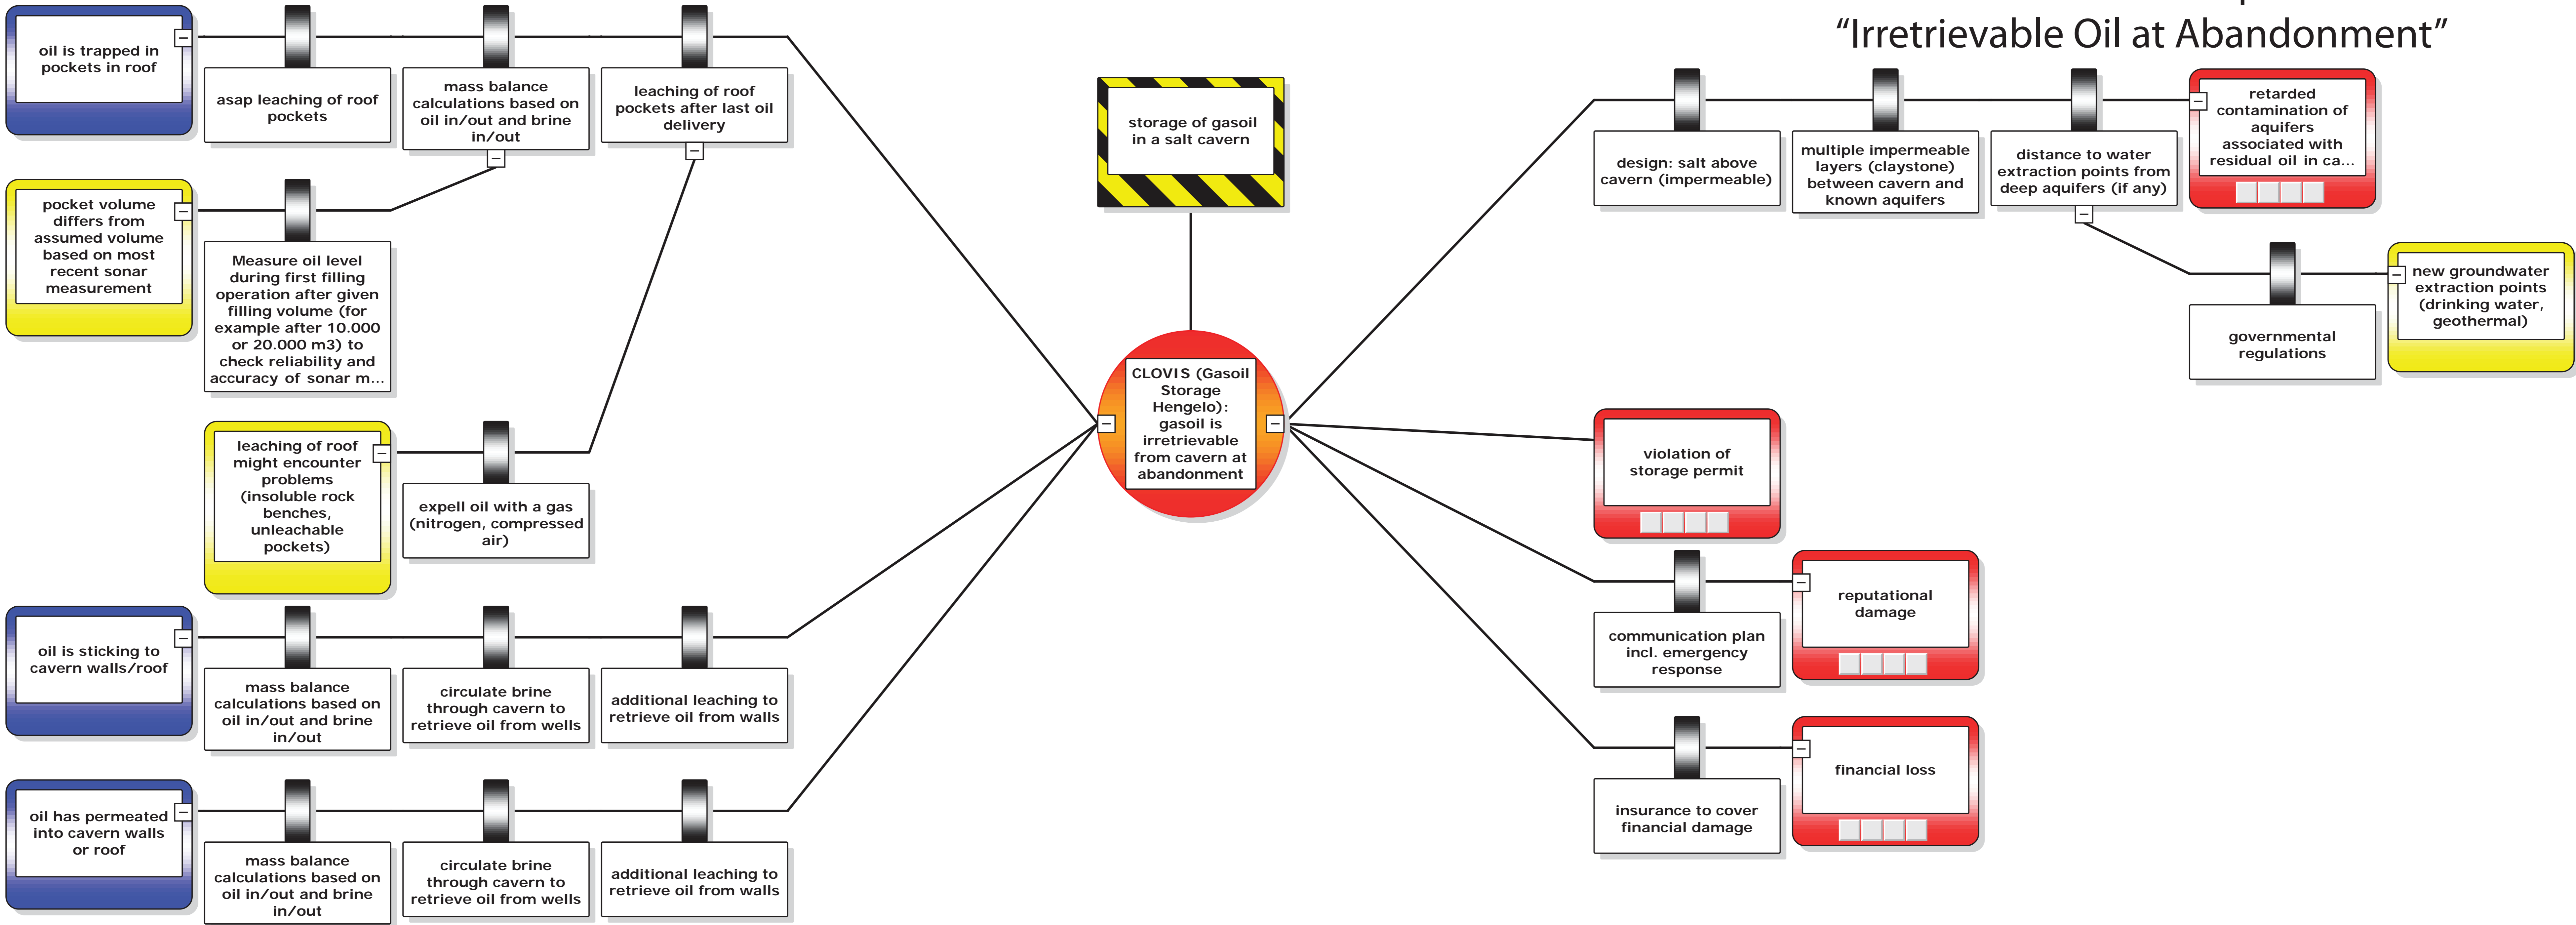 “Irretrievable Oil at Abandonment”
oil is trapped in
pockets in roof
asap leaching of roof
pockets
mass balance
calculations based on
oil in/out and brine
in/out
leaching of roof
pockets after last oil
delivery
pocket volume
differs from
assumed volume
based on most
recent sonar
measurement
Measure oil level
during first filling
operation after given
filling volume (for
example after 10.000
or 20.000 m3) to
check reliability and
accuracy of sonar m...
leaching of roof
might encounter
problems
(insoluble rock
benches,
unleachable
pockets)
expell oil with a gas
(nitrogen, compressed
air)
oil is sticking to
cavern walls/roof
mass balance
calculations based on
oil in/out and brine
in/out
circulate brine
through cavern to
retrieve oil from wells
additional leaching to
retrieve oil from walls
oil has permeated
into cavern walls
or roof
mass balance
calculations based on
oil in/out and brine
in/out
circulate brine
through cavern to
retrieve oil from wells
additional leaching to
retrieve oil from walls
storage of gasoil
in a salt cavern
CLOVIS (Gasoil
Storage
Hengelo):
gasoil is
irretrievable
from cavern at
abandonment
design: salt above
cavern (impermeable)
multiple impermeable
layers (claystone)
between cavern and
known aquifers
distance to water
extraction points from
deep aquifers (if any)
retarded
contamination of
aquifers
associated with
residual oil in ca...
governmental
regulations
new groundwater
extraction points
(drinking water,
geothermal)
violation of
storage permit
communication plan
incl. emergency
response
reputational
damage
insurance to cover
financial damage
financial loss